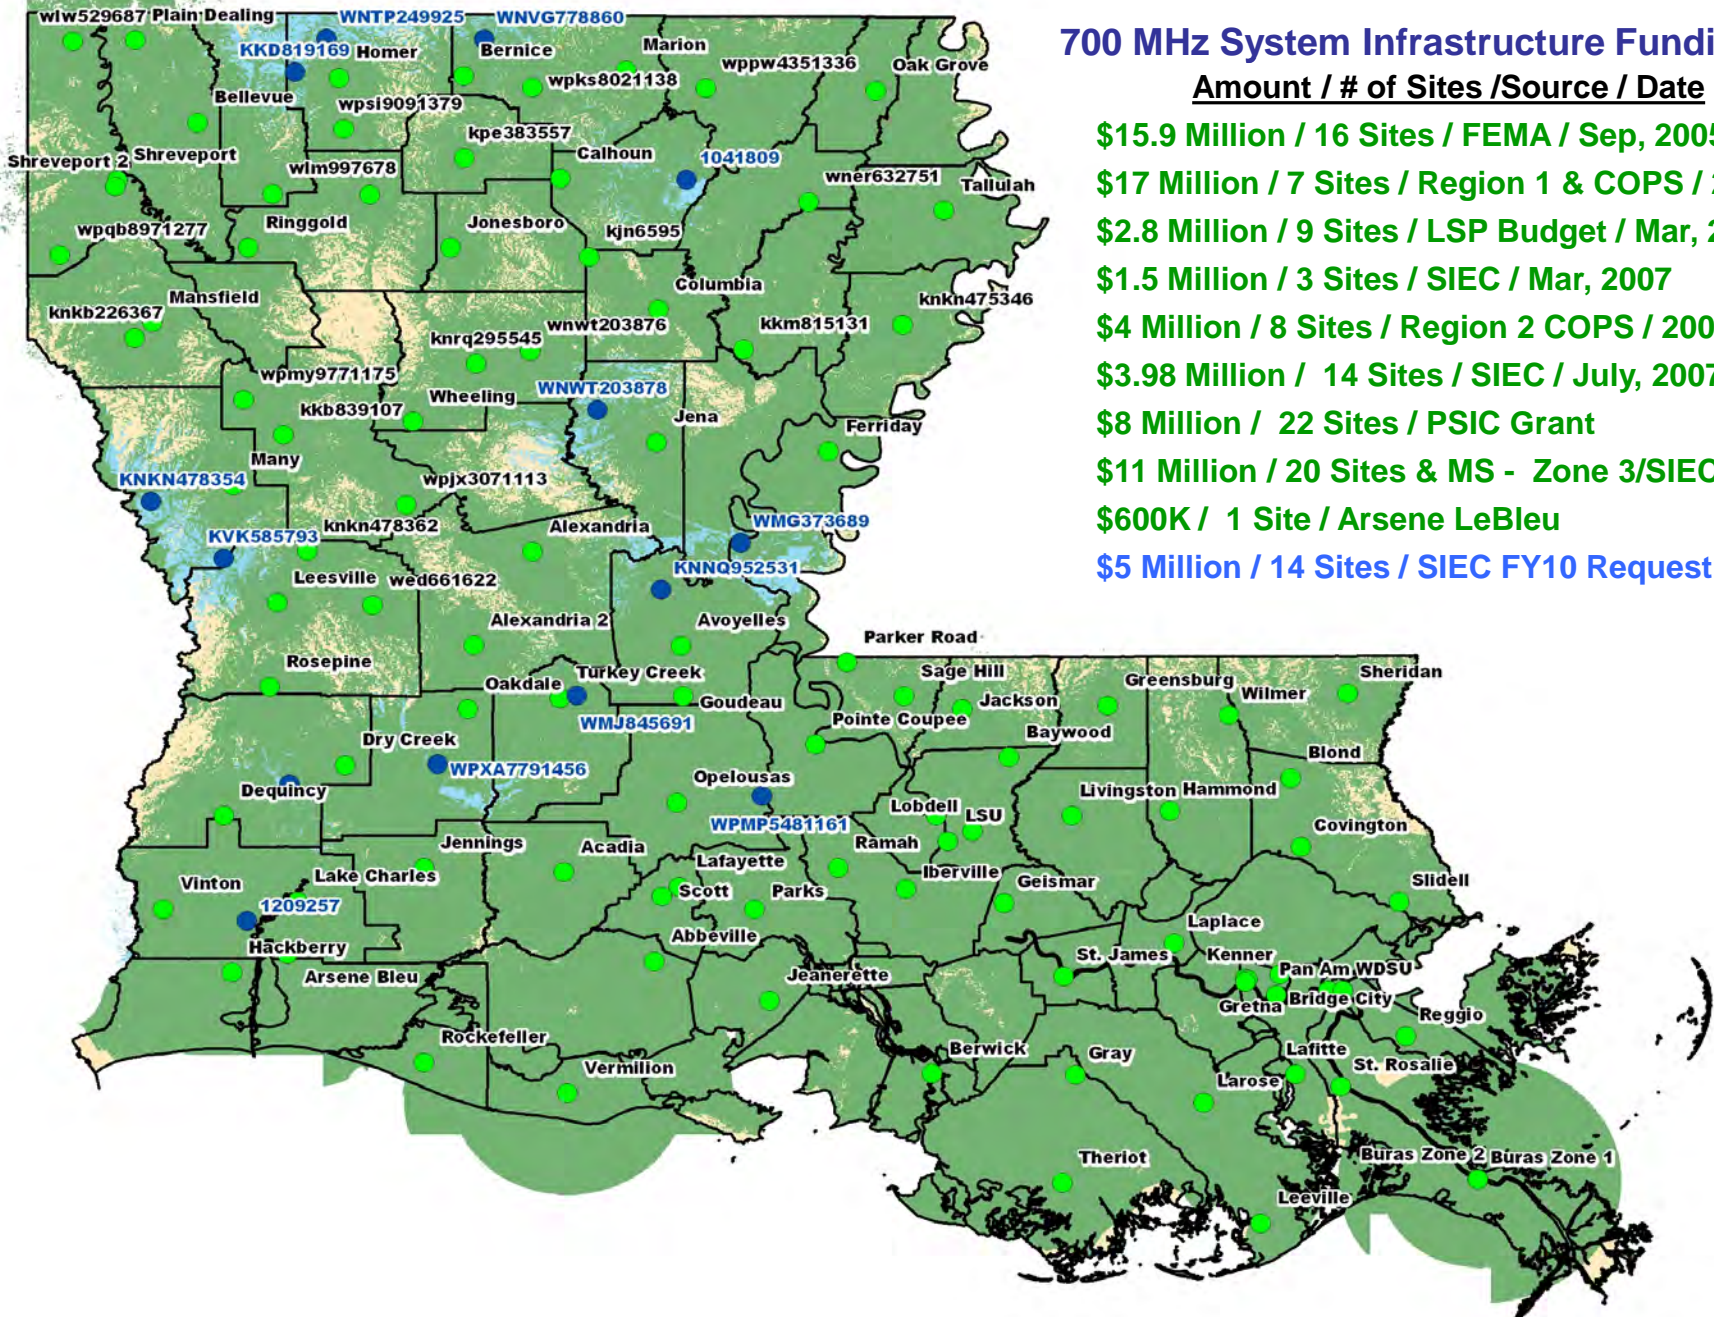 700 MHz System Infrastructure Fundi
Amount / # of Sites /Source / Date
$15.9 Million / 16 Sites / FEMA / Sep, 2005
$17 Million / 7 Sites / Region 1 & COPS / 2
$2.8 Million / 9 Sites / LSP Budget / Mar, 2
$1.5 Million / 3 Sites / SIEC / Mar, 2007
$4 Million / 8 Sites / Region 2 COPS / 200
$3.98 Million / 14 Sites / SIEC / July, 2007
$8 Million / 22 Sites / PSIC Grant
$11 Million / 20 Sites & MS - Zone 3/SIEC
$600K / 1 Site / Arsene LeBleu
$5 Million / 14 Sites / SIEC FY10 Request
wlw529687
Plain Dealing
WNTP249925
WNVG778860
KKD819169
Homer
Bernice
Marion
wppw4351336
Oak Grove
wpks8021138
Bellevue
wpsi9091379
kpe383557
Shreveport 2
Shreveport
wlm997678
Calhoun
1041809
wner632751
Tallulah
wpqb8971277
Ringgold
Jonesboro
kjn6595
Mansfield
Columbia
knkn475346
knkb226367
knrq295545
wnwt203876
kkm815131
wpmy9771175
WNWT203878
Wheeling
kkb839107
Jena
Ferriday
Many
KNKN478354
wpjx3071113
knkn478362
Alexandria
WMG373689
KVK585793
KNNQ952531
Leesville
wed661622
Alexandria 2
Avoyelles
Parker Road
Rosepine
Turkey Creek
Oakdale
Goudeau
Sage Hill
Jackson
Greensburg
Wilmer
Sheridan
WMJ845691
Pointe Coupee
Baywood
Dry Creek
WPXA7791456
Opelousas
Blond
Dequincy
Livingston
Hammond
Lobdell
LSU
WPMP5481161
Covington
Jennings
Acadia
Lafayette
Ramah
Iberville
Geismar
Vinton
Lake Charles
Scott
Parks
Slidell
1209257
Laplace
Hackberry
Abbeville
St. James
Kenner
Arsene Bleu
Jeanerette
Pan Am
WDSU
Gretna
Bridge City
Reggio
Rockefeller
Berwick
Gray
Lafitte
Vermilion
Larose
St. Rosalie
Theriot
Buras Zone 2
Buras Zone 1
Leeville